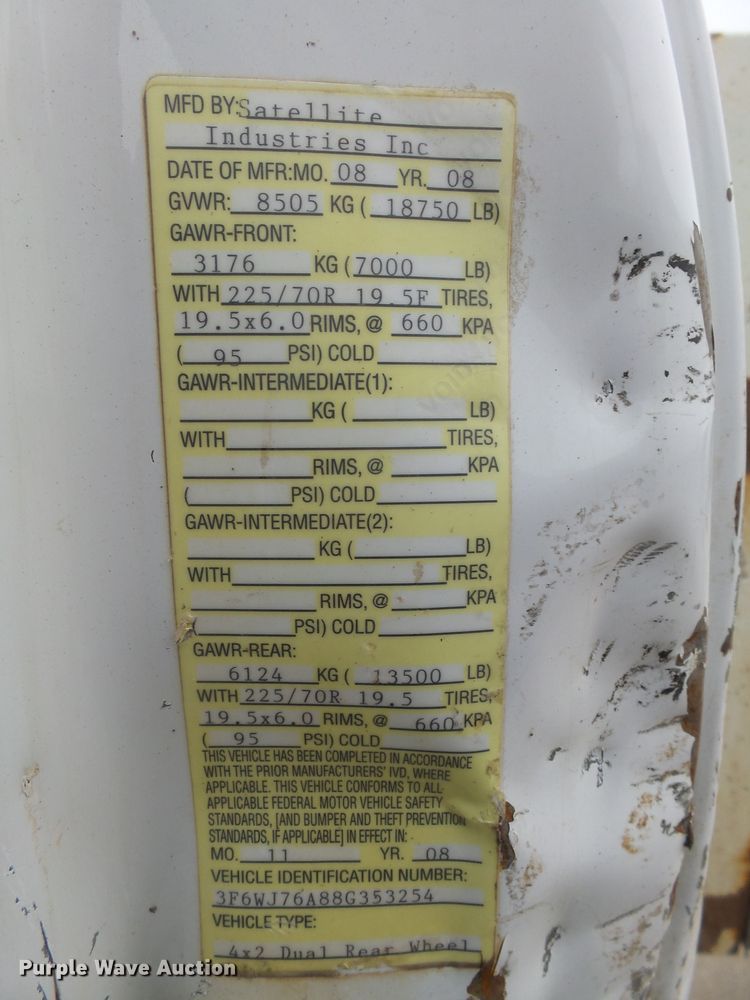 MFD BY: Satellite
Industries Inc
DATE OF MFR: MO. 08 YR. 08
GVWR: 8505 KG ( 18750 LB)
GAWR-FRONT:
3176 KG ( 7000 LB)
WITH 225/70R 19.5F TIRES,
19.5x6.0 RIMS, @ 660 KPA
( 95 PSI) COLD
GAWR-INTERMEDIATE(1):
KG ( LB)
WITH TIRES,
RIMS, @ KPA
( PSI) COLD
GAWR-INTERMEDIATE(2):
KG ( LB)
WITH TIRES,
RIMS, @ KPA
( PSI) COLD
GAWR-REAR:
6124 KG ( 13500 LB)
WITH 225/70R 19.5 TIRES,
19.5x6.0 RIMS, @ 660 KPA
( 95 PSI) COLD
THIS VEHICLE HAS BEEN COMPLETED IN ACCORDANCE
WITH THE PRIOR MANUFACTURERS' IVD, WHERE
APPLICABLE. THIS VEHICLE CONFORMS TO ALL
APPLICABLE FEDERAL MOTOR VEHICLE SAFETY
STANDARDS, [AND BUMPER AND THEFT PREVENTION
STANDARDS, IF APPLICABLE] IN EFFECT IN:
MO. 11 YR. 08
VEHICLE IDENTIFICATION NUMBER:
3F6WJ76A88G353254
VEHICLE TYPE:
4x2 Dual Rear Wheel
Purple Wave Auction